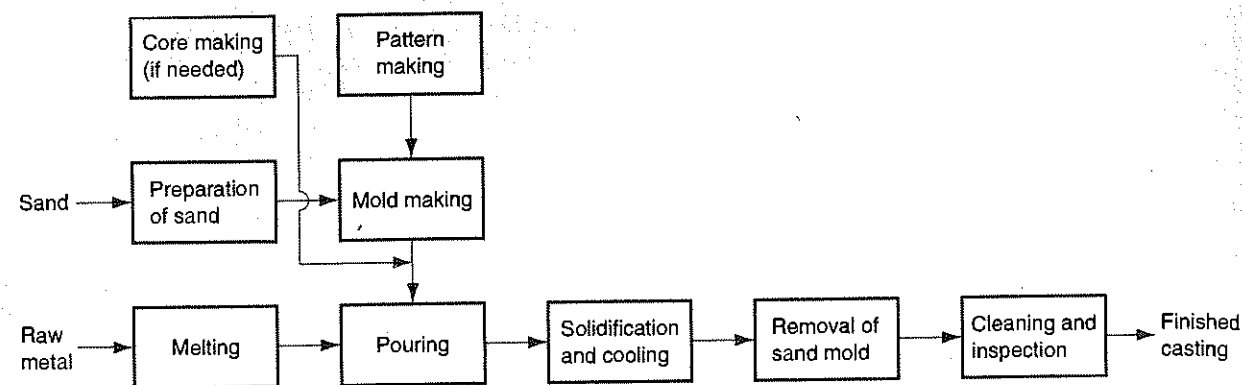 Core making
(if needed)
Pattern
making
Sand
Preparation
of sand
Mold making
Raw
metal
Melting
Pouring
Solidification
and cooling
Removal of
sand mold
Cleaning and
inspection
Finished
casting